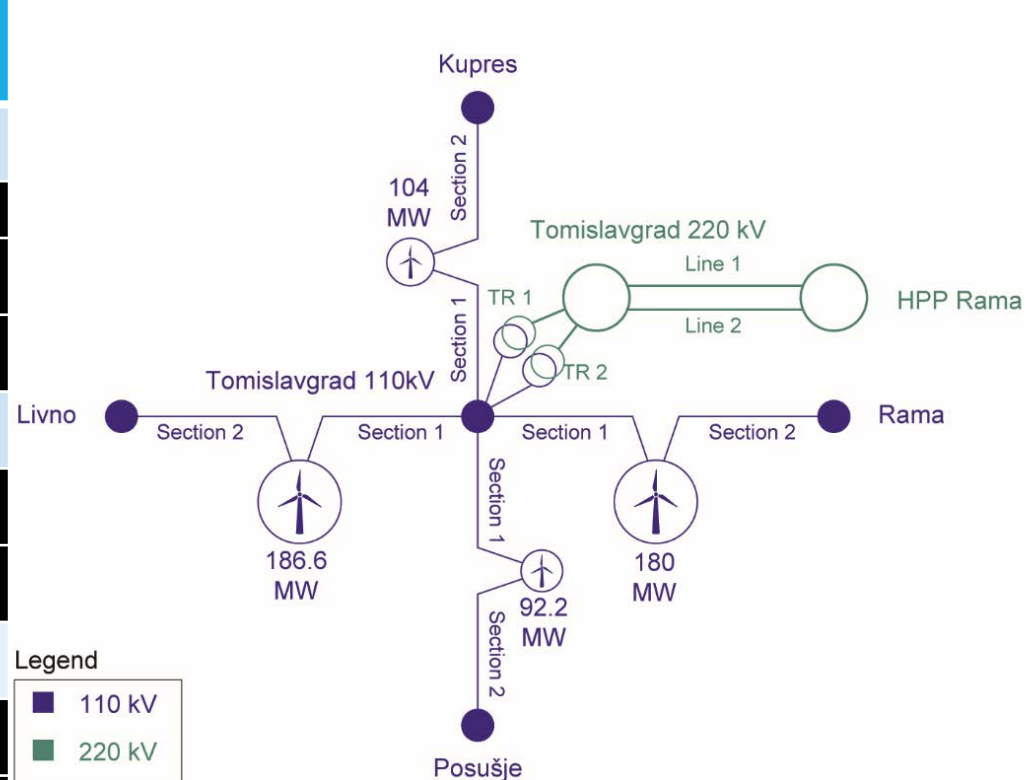 Kupres
Section 2
104
MW
Section 1
Tomislavgrad 220 kV
Line 1
Line 2
HPP Rama
TR 1
TR 2
Tomislavgrad 110kV
Livno
Section 2
Section 1
Section 1
Section 2
Rama
186.6
MW
180
MW
Section 1
92.2
MW
Section 2
Posušje
Legend
110 kV
220 kV